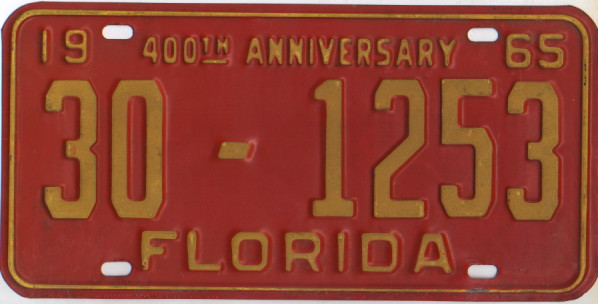 19 400TH ANNIVERSARY 65
30 - 1253
FLORIDA